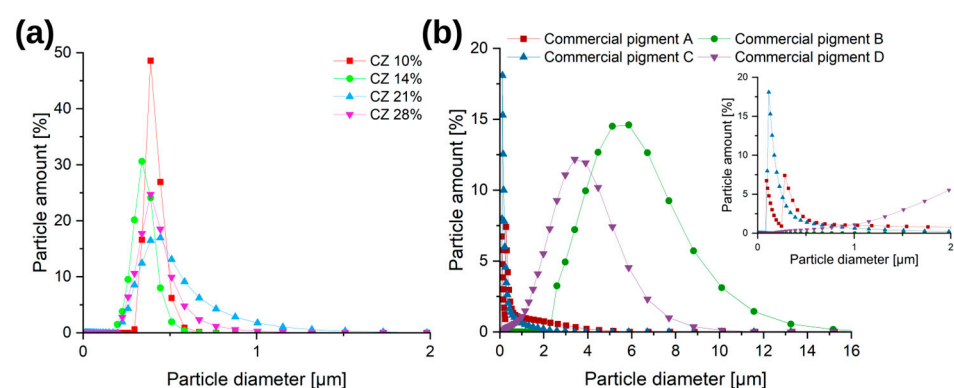 (a)
50
40
30
20
10
0
Particle amount [%]
0 1 2
Particle diameter [µm]
CZ 10%
CZ 14%
CZ 21%
CZ 28%
(b)
Commercial pigment A Commercial pigment B
Commercial pigment C Commercial pigment D
20
15
10
5
0
Particle amount [%]
0 2 4 6 8 10 12 14 16
Particle diameter [µm]
20
15
10
5
0
Particle amount [%]
0 1 2
Particle diameter [µm]